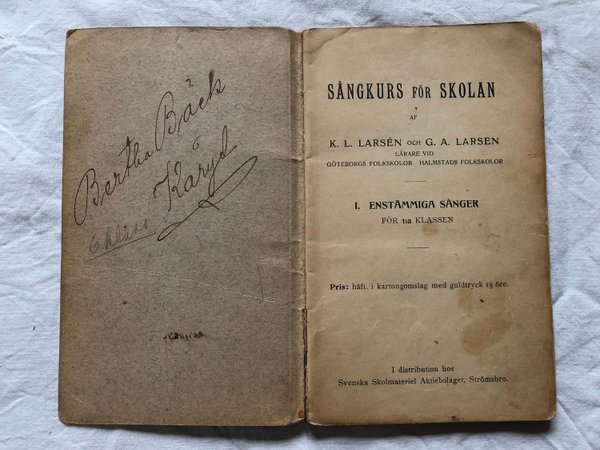 Bertha Bäck
Karyd.
SÅNGKURS FÖR SKOLAN
AF
K. L. LARSÉN OCH G. A. LARSEN
LÄRARE VID
GÖTEBORGS FOLKSKOLOR HALMSTADS FOLKSKOLOR
I. ENSTÄMMIGA SÅNGER
FÖR 1:a KLASSEN
Pris: häft. i kartongomslag med guldtryck 15 öre.
I distribution hos
Svenska Skolmateriel Aktiebolaget, Strömsbro.